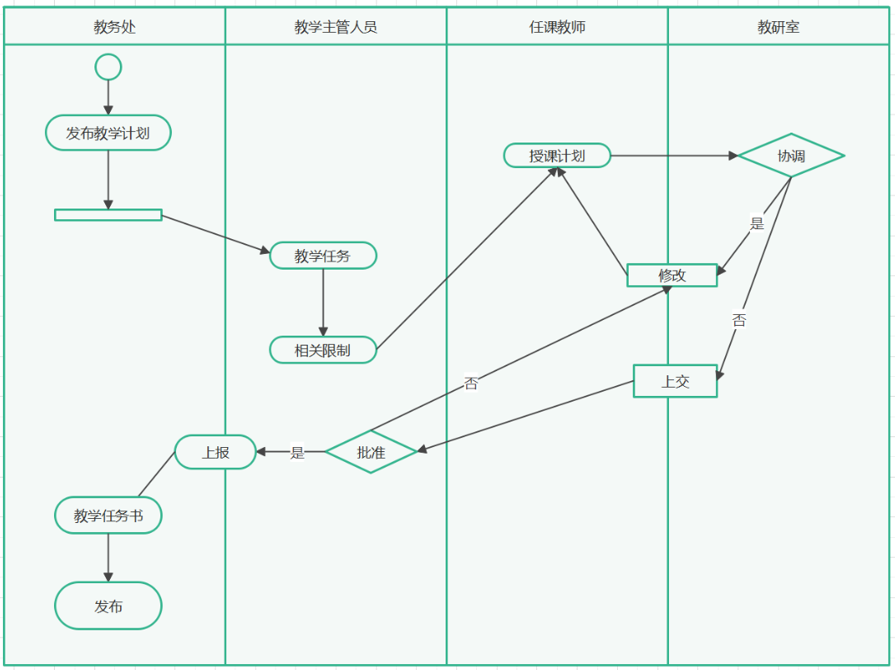 教务处
教学主管人员
任课教师
教研室
发布教学计划
授课计划
协调
是
教学任务
修改
否
相关限制
上交
否
上报
是
批准
教学任务书
发布